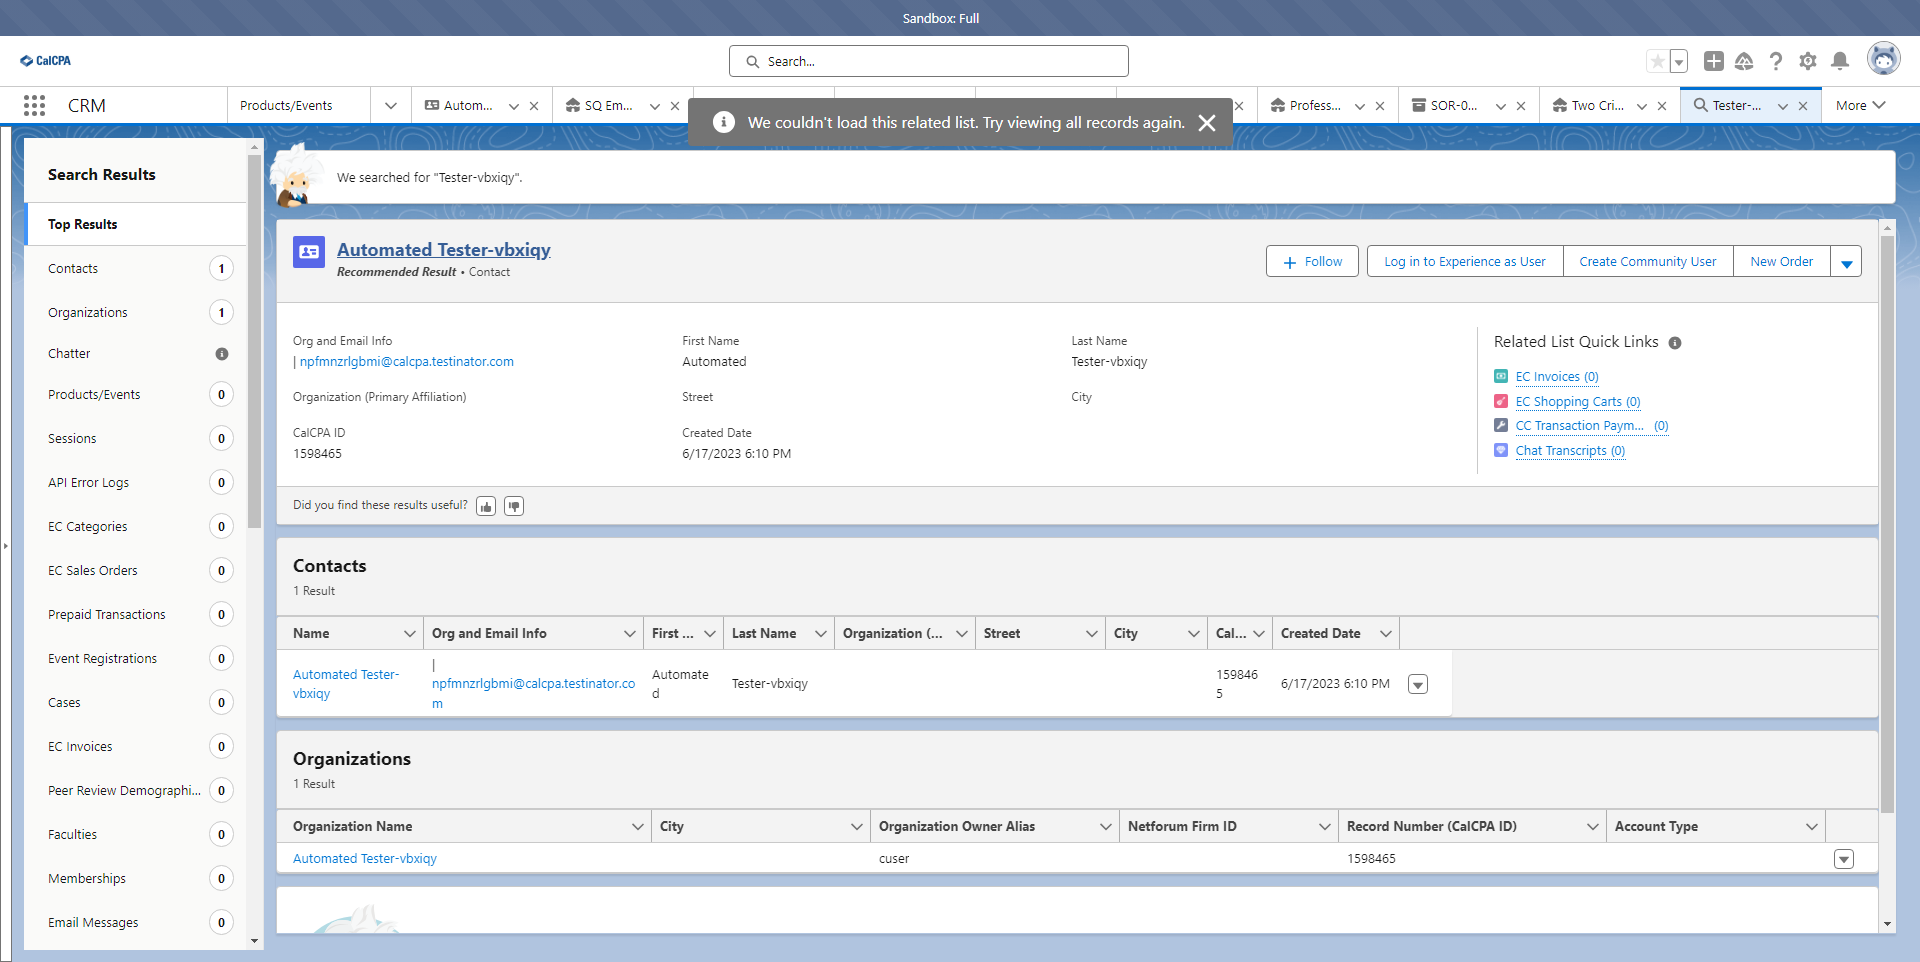 Sandbox: Full
CalCPA
Search...
CRM
Products/Events
Autom...
SQ Em...
Profess...
SOR-0...
Two Cri...
Tester-...
More
We couldn't load this related list. Try viewing all records again.
Search Results
Top Results
Contacts 1
Organizations 1
Chatter
Products/Events 0
Sessions 0
API Error Logs 0
EC Categories 0
EC Sales Orders 0
Prepaid Transactions 0
Event Registrations 0
Cases 0
EC Invoices 0
Peer Review Demographi... 0
Faculties 0
Memberships 0
Email Messages 0
We searched for "Tester-vbxiqy".
Automated Tester-vbxiqy
Recommended Result • Contact
Follow
Log in to Experience as User
Create Community User
New Order
Org and Email Info
| npfmnzrlgbmi@calcpa.testinator.com
First Name
Automated
Last Name
Tester-vbxiqy
Organization (Primary Affiliation)
Street
City
CalCPA ID
1598465
Created Date
6/17/2023 6:10 PM
Related List Quick Links
EC Invoices (0)
EC Shopping Carts (0)
CC Transaction Paym... (0)
Chat Transcripts (0)
Did you find these results useful?
Contacts
1 Result
Name Org and Email Info First ... Last Name Organization (... Street City Cal... Created Date
Automated Tester-
vbxiqy
|
npfmnzrlgbmi@calcpa.testinator.co
m
Automate
d
Tester-vbxiqy
159846
5
6/17/2023 6:10 PM
Organizations
1 Result
Organization Name City Organization Owner Alias Netforum Firm ID Record Number (CalCPA ID) Account Type
Automated Tester-vbxiqy cuser 1598465